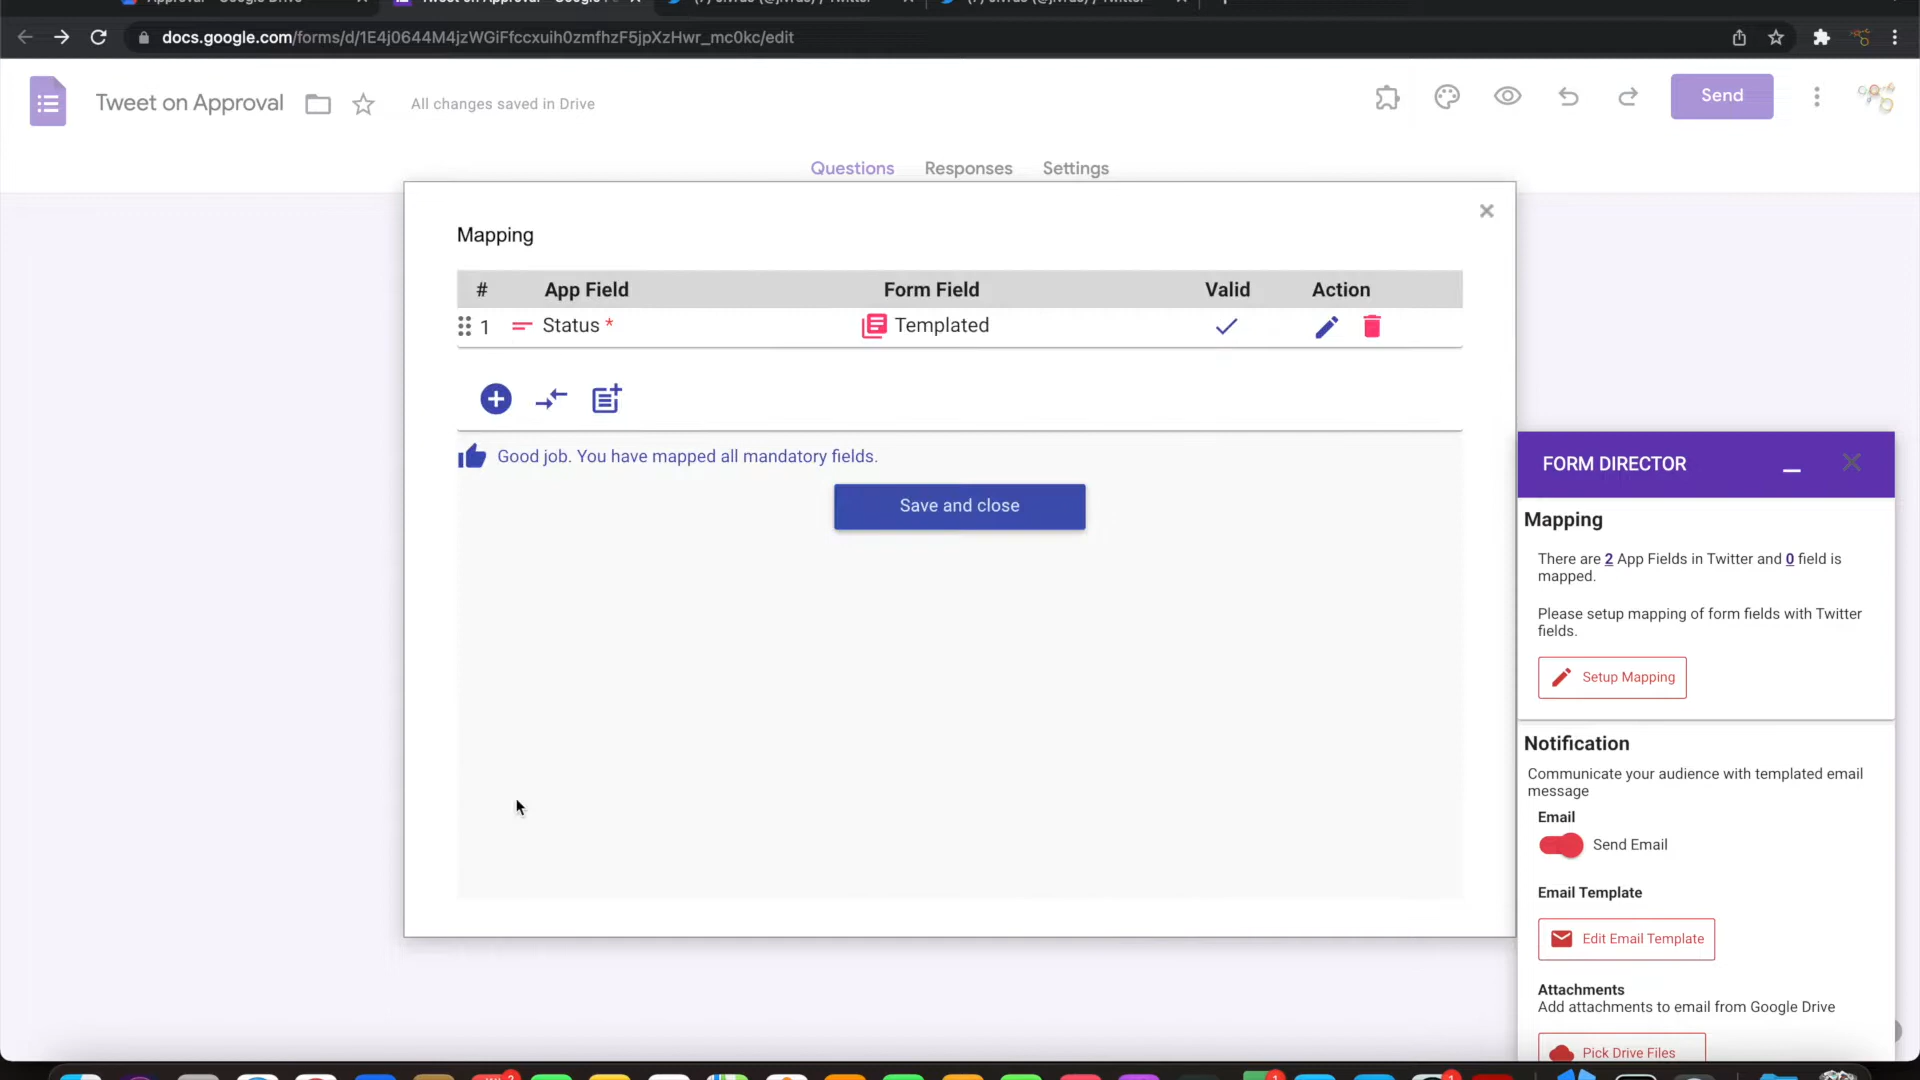 docs.google.com/forms/d/1E4j0644M4jzWGiFfccxuih0zmfhzF5jpXzHwr_mc0kc/edit
Tweet on Approval
All changes saved in Drive
Send
Questions
Responses
Settings
Mapping
# App Field Form Field Valid Action
1 Status * Templated
Good job. You have mapped all mandatory fields.
Save and close
FORM DIRECTOR
Mapping
There are 2 App Fields in Twitter and 0 field is
mapped.
Please setup mapping of form fields with Twitter
fields.
Setup Mapping
Notification
Communicate your audience with templated email
message
Email
Send Email
Email Template
Edit Email Template
Attachments
Add attachments to email from Google Drive
Pick Drive Files